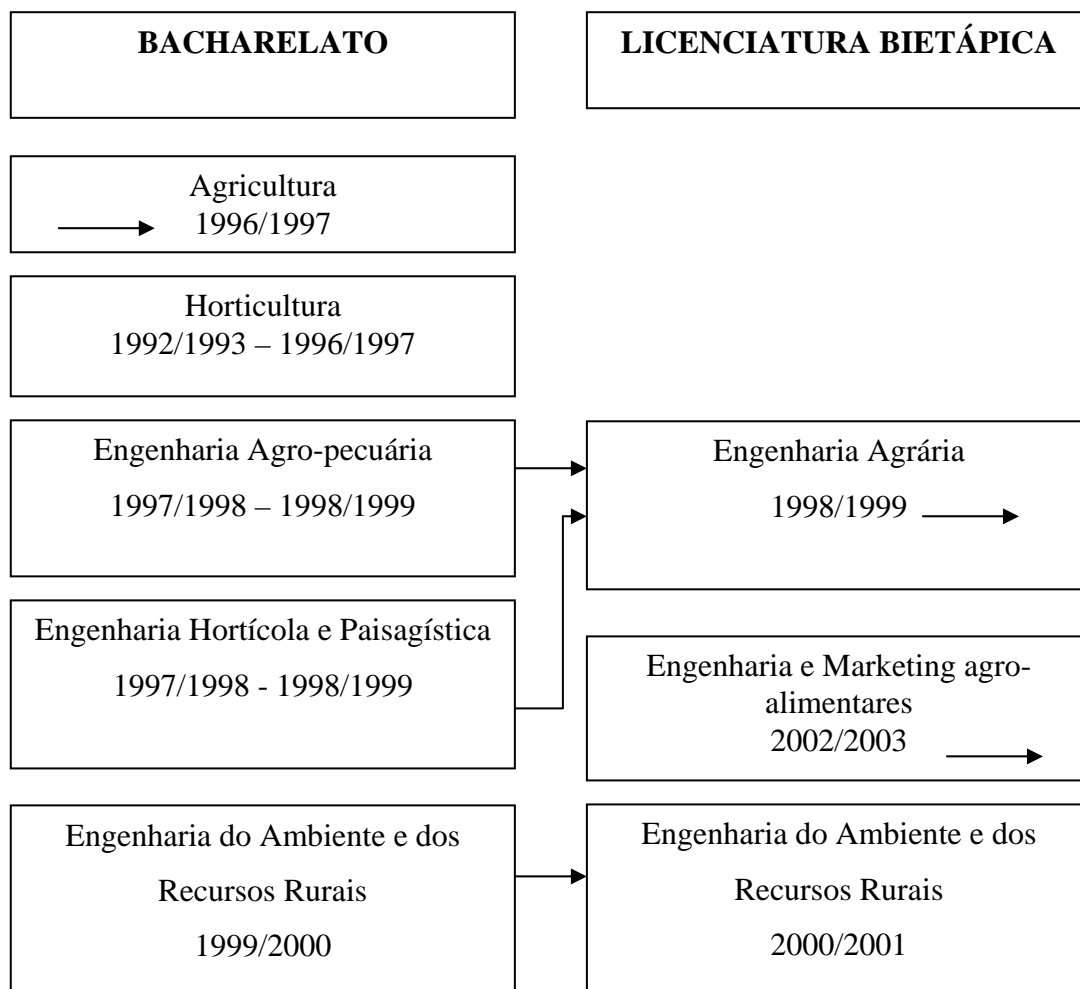 BACHARELATO
LICENCIATURA BIETÁPICA
Agricultura
1996/1997
Horticultura
1992/1993 – 1996/1997
Engenharia Agro-pecuária
1997/1998 – 1998/1999
Engenharia Agrária
1998/1999
Engenharia Hortícola e Paisagística
1997/1998 - 1998/1999
Engenharia e Marketing agro-
alimentares
2002/2003
Engenharia do Ambiente e dos
Recursos Rurais
1999/2000
Engenharia do Ambiente e dos
Recursos Rurais
2000/2001